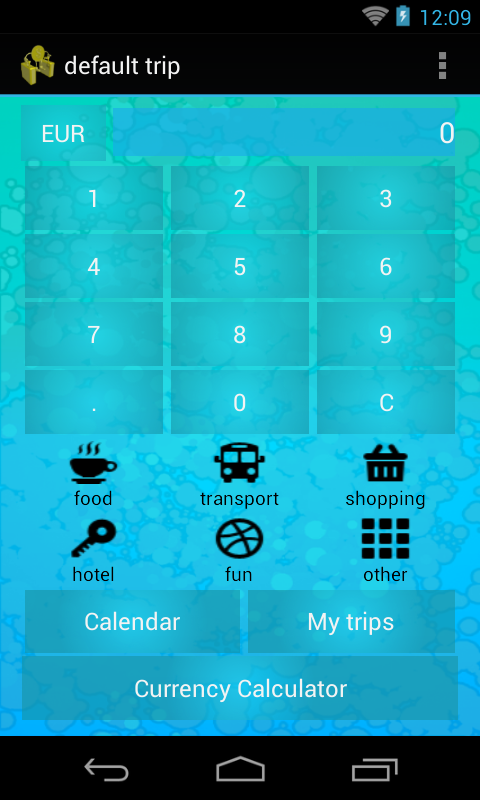 12:09
default trip
EUR 0
1 2 3
4 5 6
7 8 9
. 0 C
food transport shopping
hotel fun other
Calendar My trips
Currency Calculator